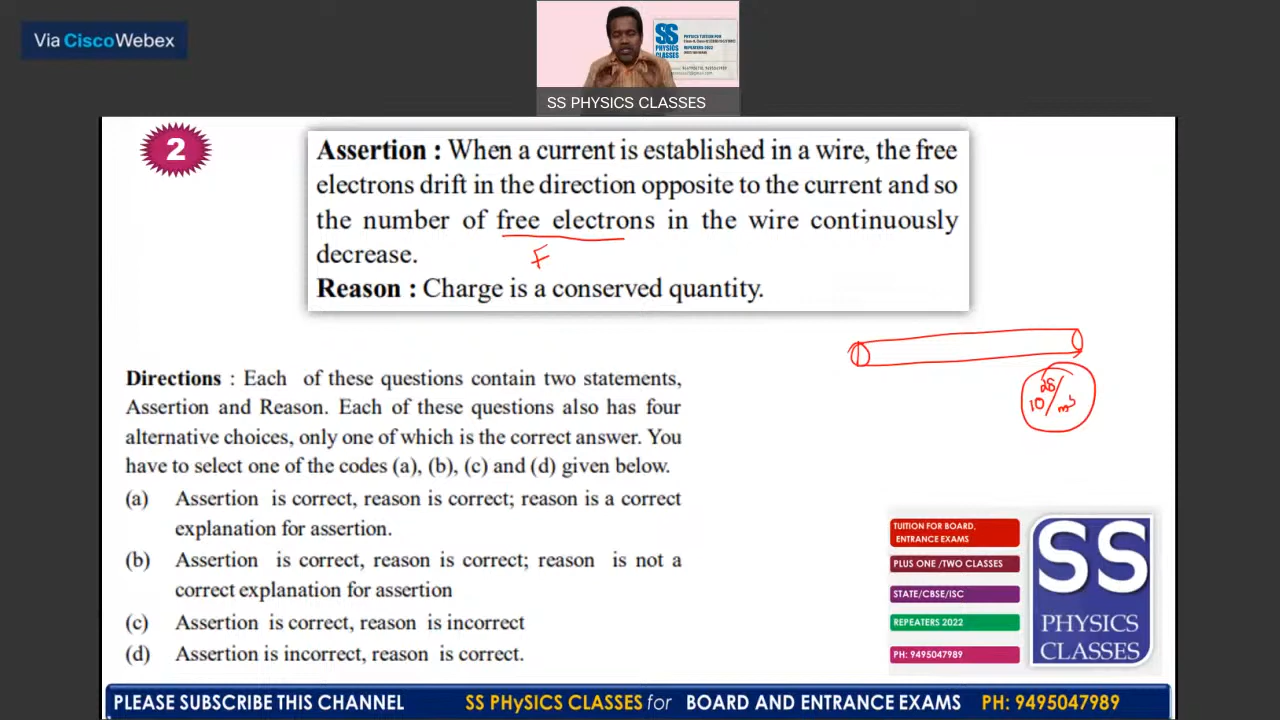 Via CiscoWebex
SS PHYSICS CLASSES
2
Assertion : When a current is established in a wire, the free
electrons drift in the direction opposite to the current and so
the number of free electrons in the wire continuously
decrease.
F
Reason : Charge is a conserved quantity.
10 28/m³
Directions : Each of these questions contain two statements,
Assertion and Reason. Each of these questions also has four
alternative choices, only one of which is the correct answer. You
have to select one of the codes (a), (b), (c) and (d) given below.
(a) Assertion is correct, reason is correct; reason is a correct
explanation for assertion.
(b) Assertion is correct, reason is correct; reason is not a
correct explanation for assertion
(c) Assertion is correct, reason is incorrect
(d) Assertion is incorrect, reason is correct.
TUITION FOR BOARD,
ENTRANCE EXAMS
PLUS ONE /TWO CLASSES
STATE/CBSE/ISC
REPEATERS 2022
PH: 9495047989
SS
PHYSICS
CLASSES
PLEASE SUBSCRIBE THIS CHANNEL SS PHySICS CLASSES for BOARD AND ENTRANCE EXAMS PH: 9495047989